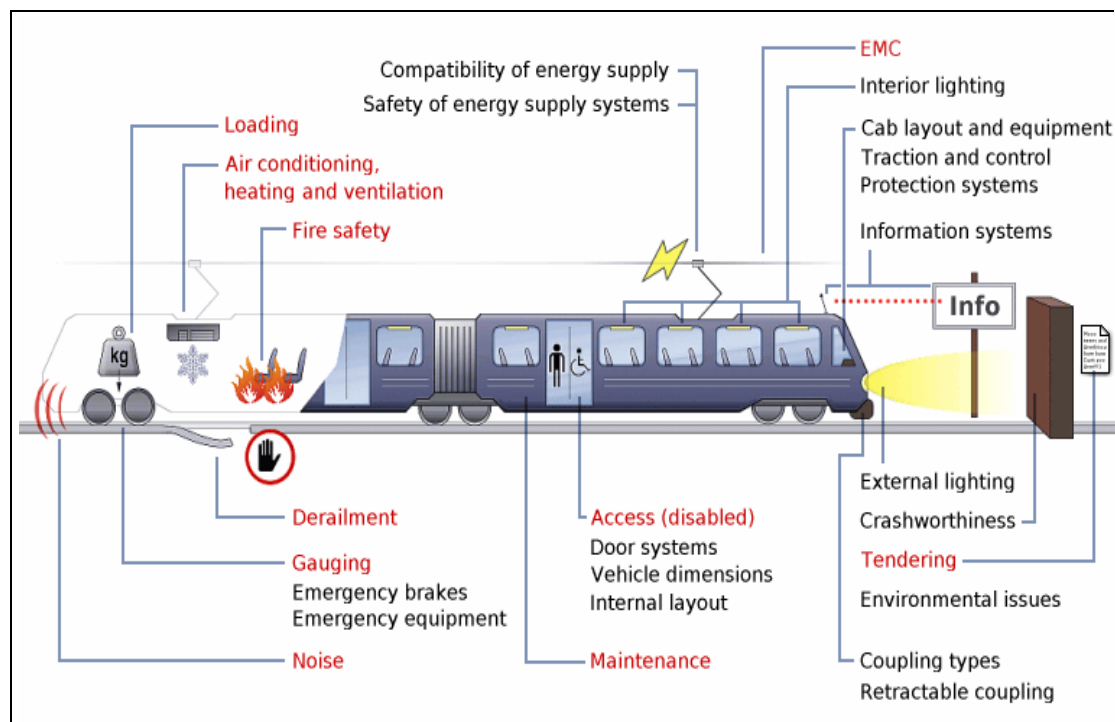 EMC
Compatibility of energy supply
Interior lighting
Safety of energy supply systems
Loading
Cab layout and equipment
Air conditioning,
Traction and control
heating and ventilation
Protection systems
Fire safety
Information systems
Info
kg
External lighting
Derailment
Access (disabled)
Crashworthiness
Door systems
Gauging
Tendering
Vehicle dimensions
Emergency brakes
Internal layout
Environmental issues
Emergency equipment
Noise
Maintenance
Coupling types
Retractable coupling